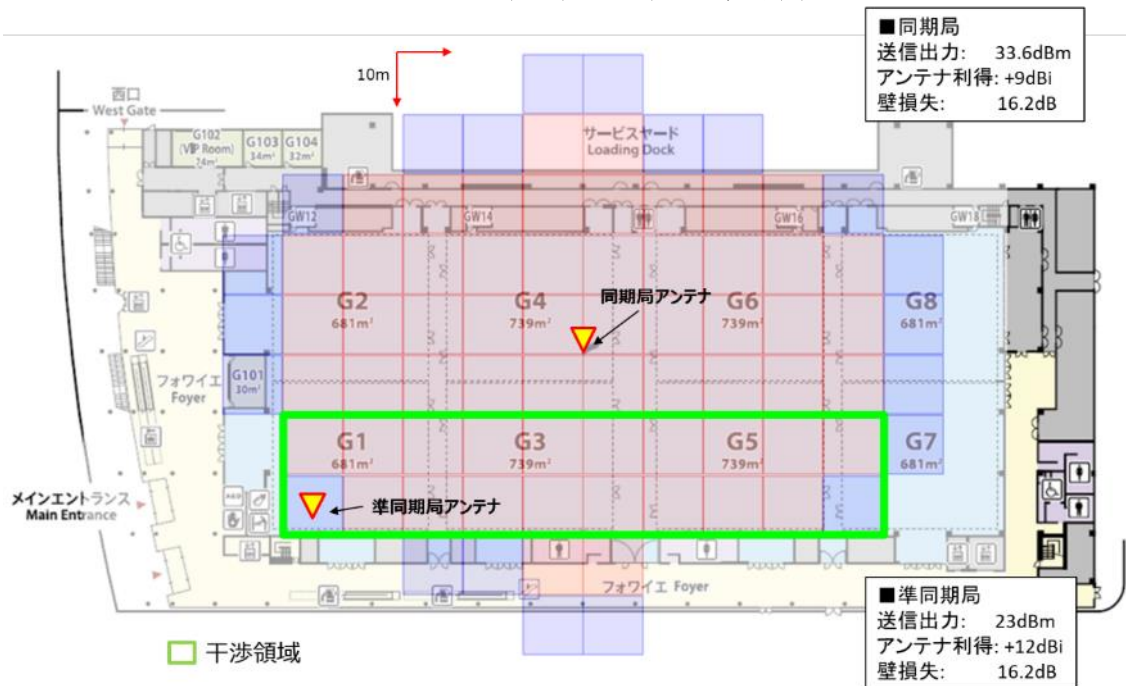 ■同期局
送信出力: 33.6dBm
アンテナ利得: +9dBi
壁損失: 16.2dB
10m
西口
West Gate
G102
(VIP Room)
74m²
G103
34m²
G104
32m²
サービスヤード
Loading Dock
GW12
GW14
GW16
GW18
G2
681m²
G4
739m²
G6
739m²
G8
681m²
同期局アンテナ
フォワイエ
Foyer
G101
30m²
G1
681m²
G3
739m²
G5
739m²
G7
681m²
メインエントランス
Main Entrance
準同期局アンテナ
フォワイエ Foyer
干渉領域
■準同期局
送信出力: 23dBm
アンテナ利得: +12dBi
壁損失: 16.2dB